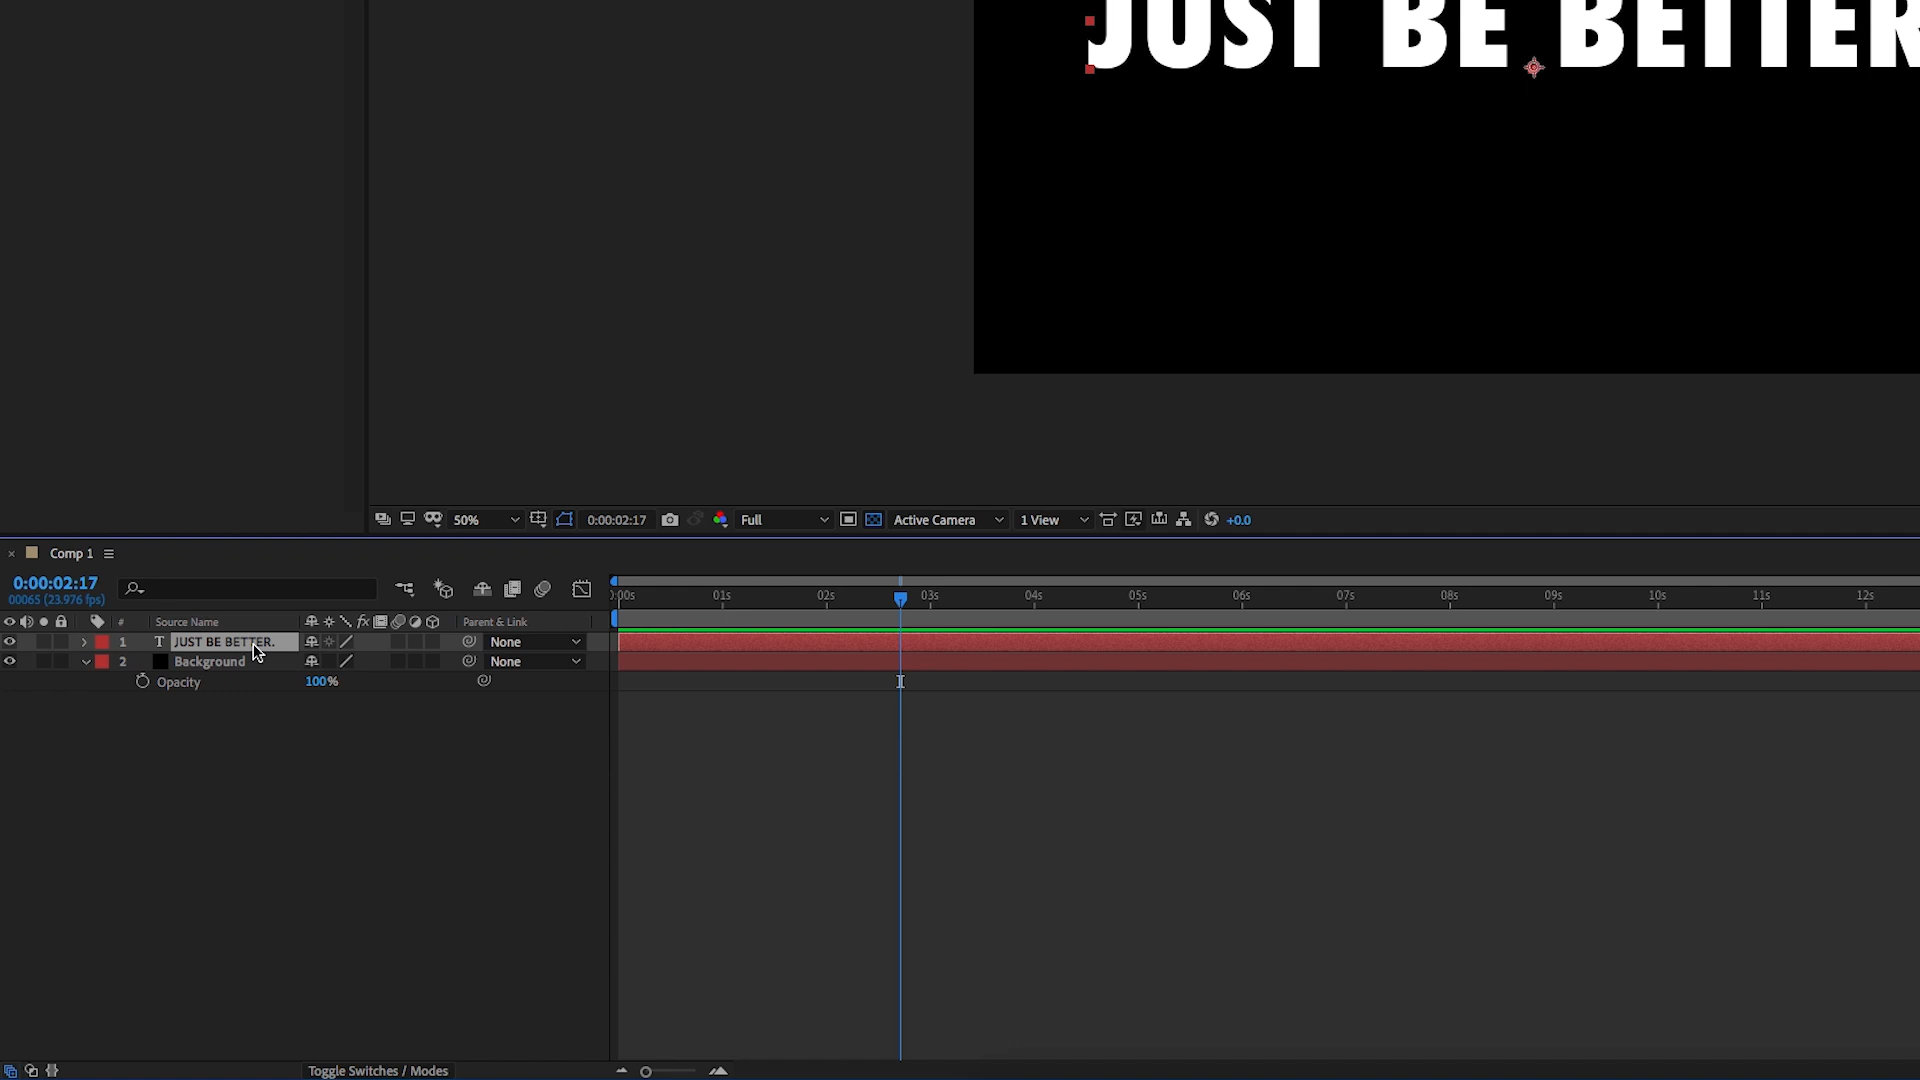 JUST BE BETTER
50%
0:00:02:17
Full
Active Camera
1 View
+0.0
Comp 1
0:00:02:17
00065 (23.976 fps)
:00s 01s 02s 03s 04s 05s 06s 07s 08s 09s 10s 11s 12s
# Source Name fx Parent & Link
1 T JUST BE BETTER. None
2 Background None
Opacity 100%
Toggle Switches / Modes